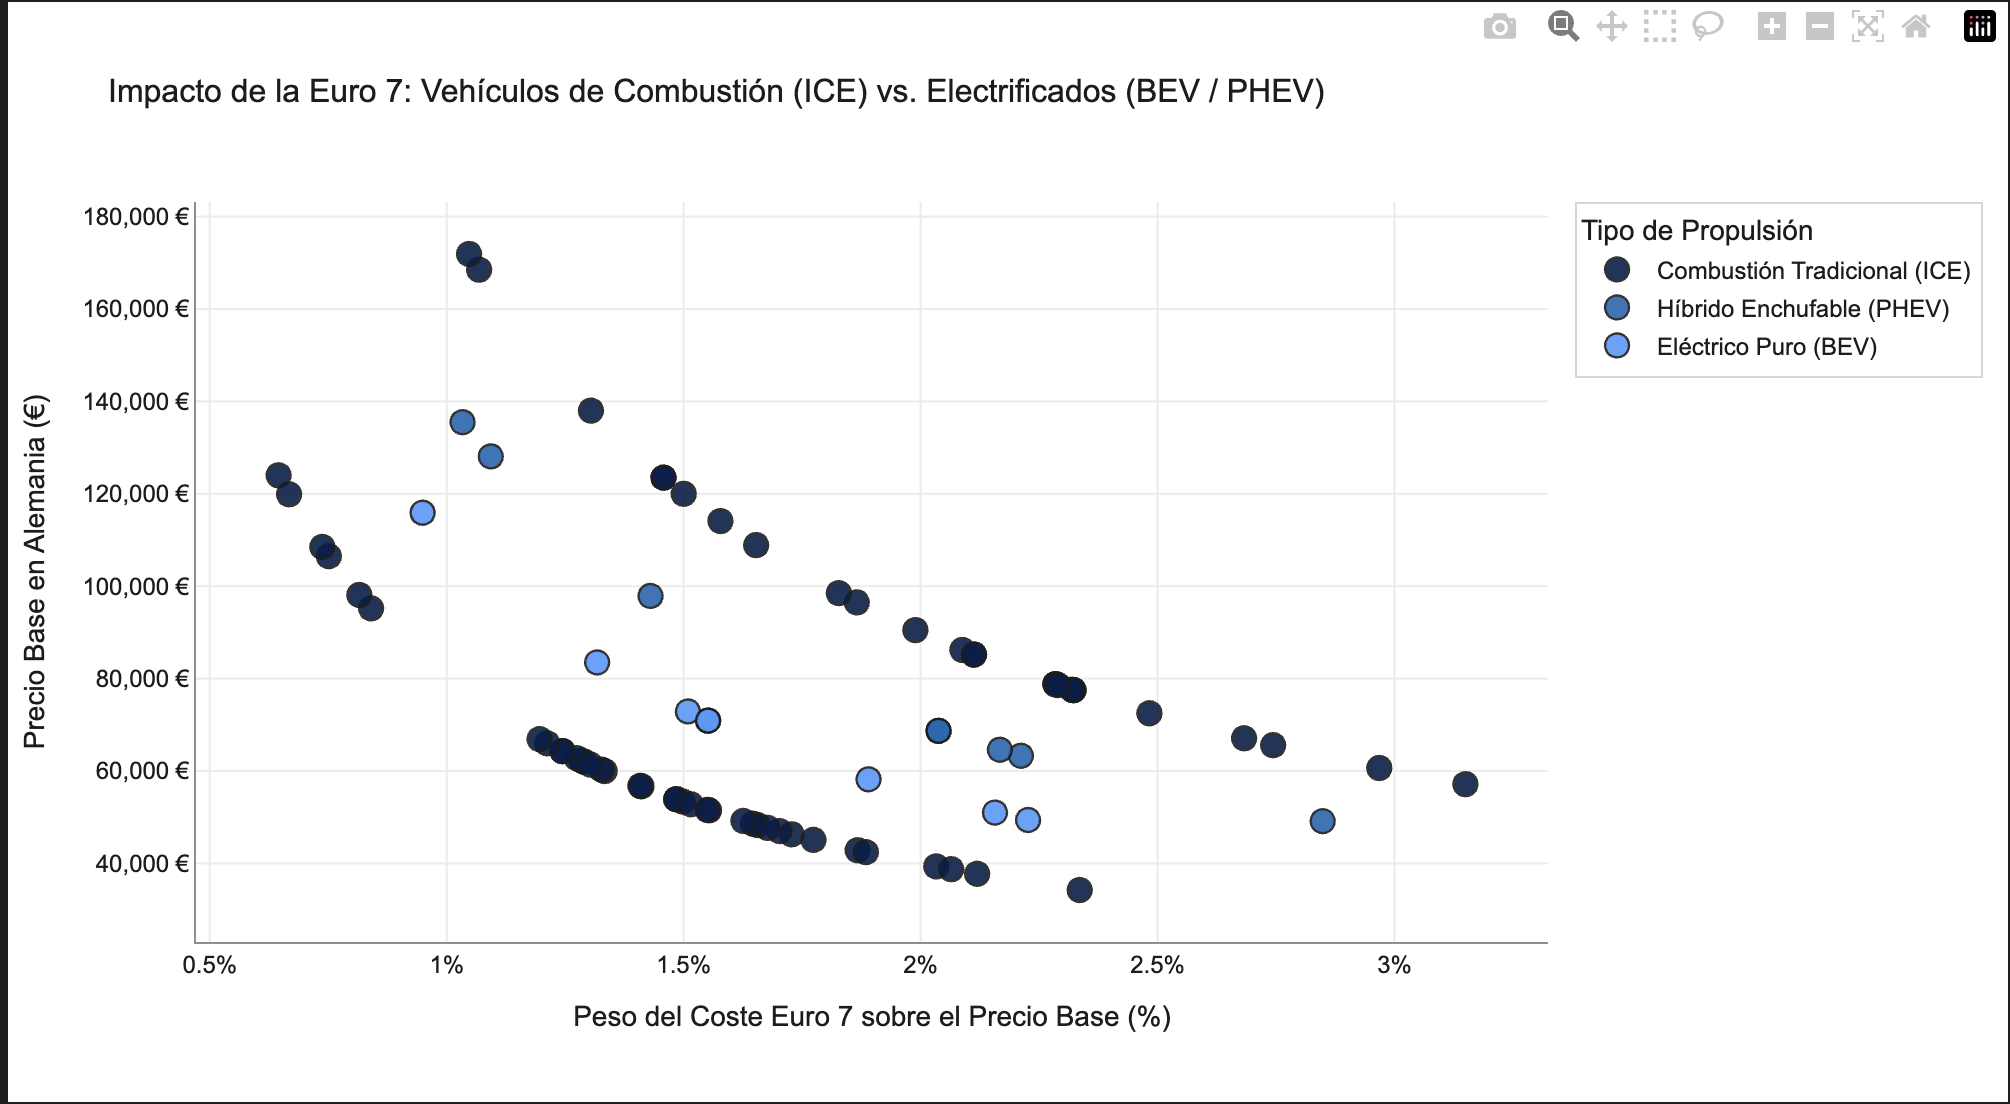 Impacto de la Euro 7: Vehículos de Combustión (ICE) vs. Electrificados (BEV / PHEV)
Tipo de Propulsión
Combustión Tradicional (ICE)
Híbrido Enchufable (PHEV)
Eléctrico Puro (BEV)
Precio Base en Alemania (€)
180,000 €
160,000 €
140,000 €
120,000 €
100,000 €
80,000 €
60,000 €
40,000 €
0.5% 1% 1.5% 2% 2.5% 3%
Peso del Coste Euro 7 sobre el Precio Base (%)